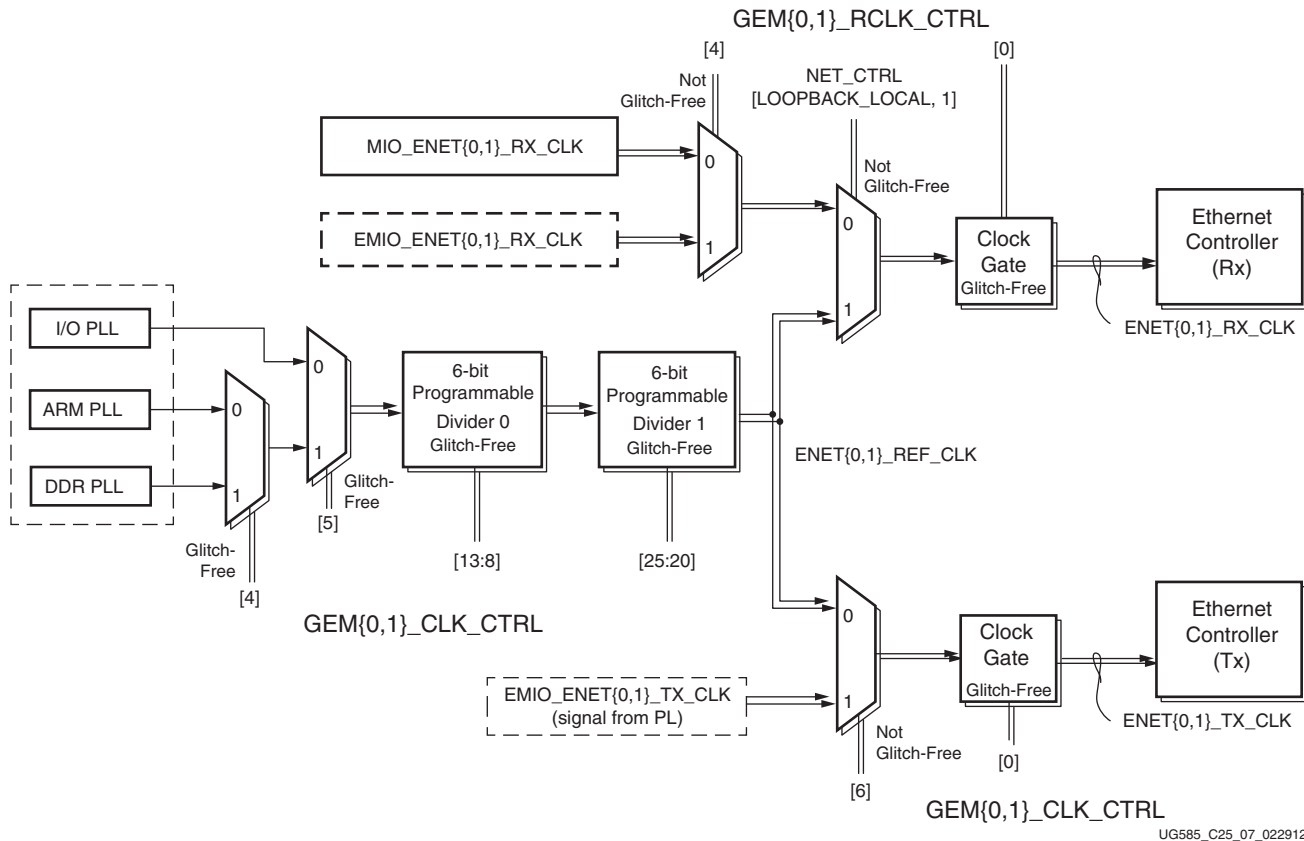 GEM{0,1}_RCLK_CTRL
[4]
[0]
Not
Glitch-Free
NET_CTRL
[LOOPBACK_LOCAL, 1]
MIO_ENET{0,1}_RX_CLK
0
Not
Glitch-Free
EMIO_ENET{0,1}_RX_CLK
1
0
Clock
Gate
Glitch-Free
Ethernet
Controller
(Rx)
I/O PLL
1
ENET{0,1}_RX_CLK
0
6-bit
Programmable
Divider 0
Glitch-Free
6-bit
Programmable
Divider 1
Glitch-Free
ARM PLL
0
1
ENET{0,1}_REF_CLK
DDR PLL
1
Glitch-
Free
[5]
Glitch-
Free
[4]
[13:8]
[25:20]
GEM{0,1}_CLK_CTRL
0
Clock
Gate
Glitch-Free
Ethernet
Controller
(Tx)
EMIO_ENET{0,1}_TX_CLK
(signal from PL)
1
ENET{0,1}_TX_CLK
Not
Glitch-Free
[0]
[6]
GEM{0,1}_CLK_CTRL
UG585_C25_07_022912